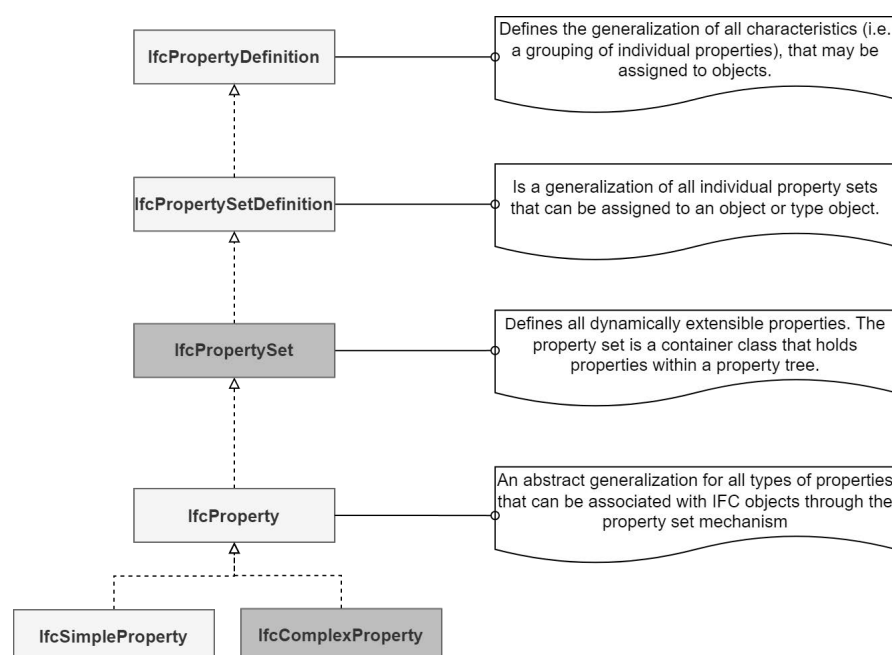 IfcPropertyDefinition
Defines the generalization of all characteristics (i.e.
a grouping of individual properties), that may be
assigned to objects.
IfcPropertySetDefinition
Is a generalization of all individual property sets
that can be assigned to an object or type object.
IfcPropertySet
Defines all dynamically extensible properties. The
property set is a container class that holds
properties within a property tree.
IfcProperty
An abstract generalization for all types of properties
that can be associated with IFC objects through the
property set mechanism
IfcSimpleProperty
IfcComplexProperty